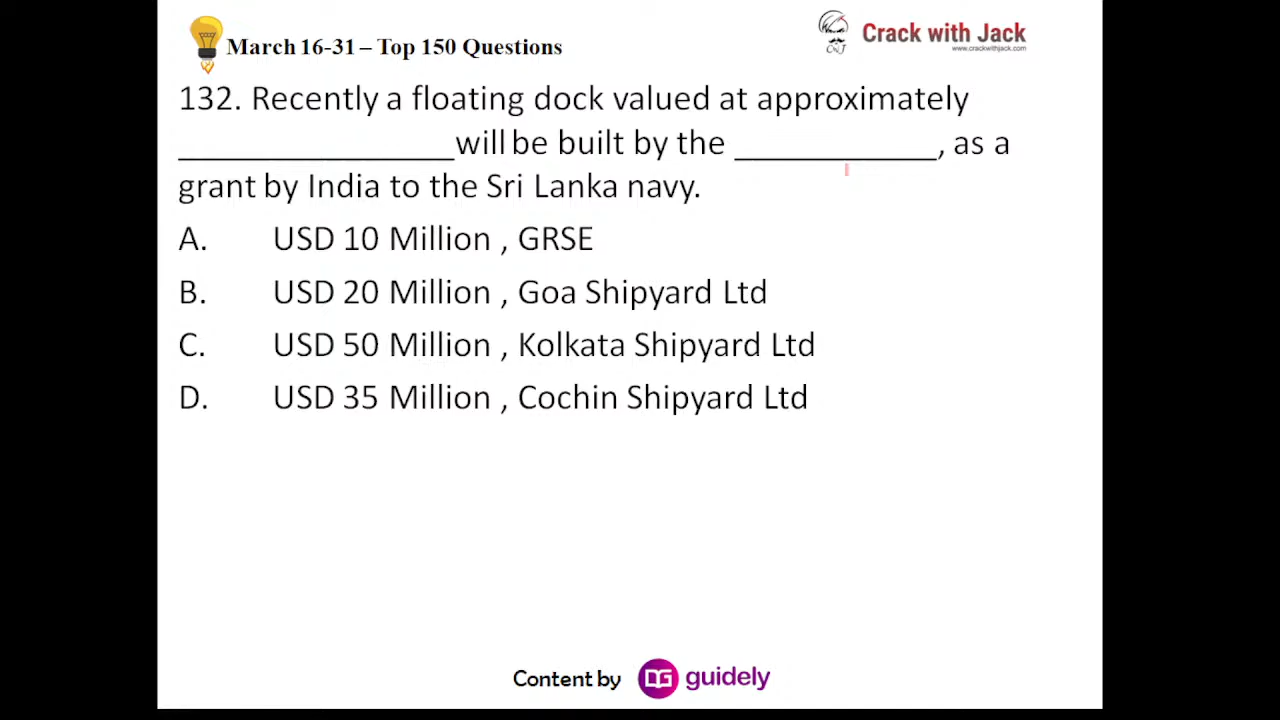 March 16-31 – Top 150 Questions
Crack with Jack
www.crackwithjack.com
CWJ
132. Recently a floating dock valued at approximately
________________will be built by the ____________, as a
grant by India to the Sri Lanka navy.
A. USD 10 Million , GRSE
B. USD 20 Million , Goa Shipyard Ltd
C. USD 50 Million , Kolkata Shipyard Ltd
D. USD 35 Million , Cochin Shipyard Ltd
Content by guidely